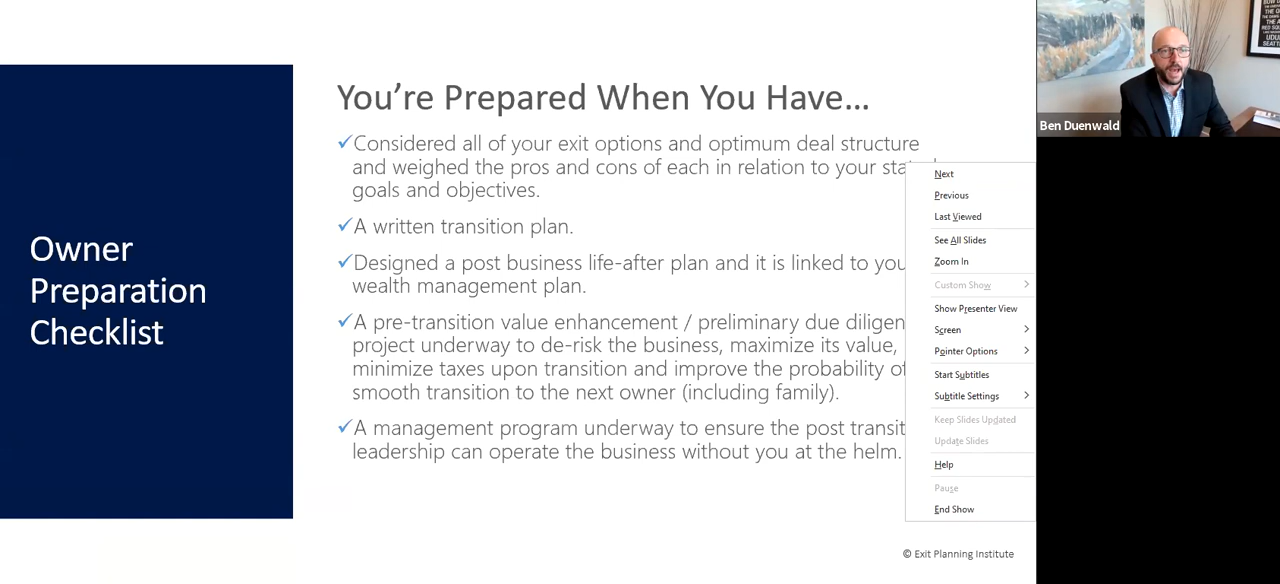 Owner
Preparation
Checklist
You're Prepared When You Have...
Considered all of your exit options and optimum deal structure
and weighed the pros and cons of each in relation to your
goals and objectives.
A written transition plan.
Designed a post business life-after plan and it is linked to
wealth management plan.
A pre-transition value enhancement / preliminary due
project underway to de-risk the business, maximize its value,
minimize taxes upon transition and improve the probability
smooth transition to the next owner (including family).
A management program underway to ensure the post
leadership can operate the business without you at the helm.
© Exit Planning Institute
Next
Previous
Last Viewed
See All Slides
Zoom In
Custom Show
Show Presenter View
Screen
Pointer Options
Start Subtitles
Subtitle Settings
Keep Slides Updated
Update Slides
Help
Pause
End Show
Ben Duenwald